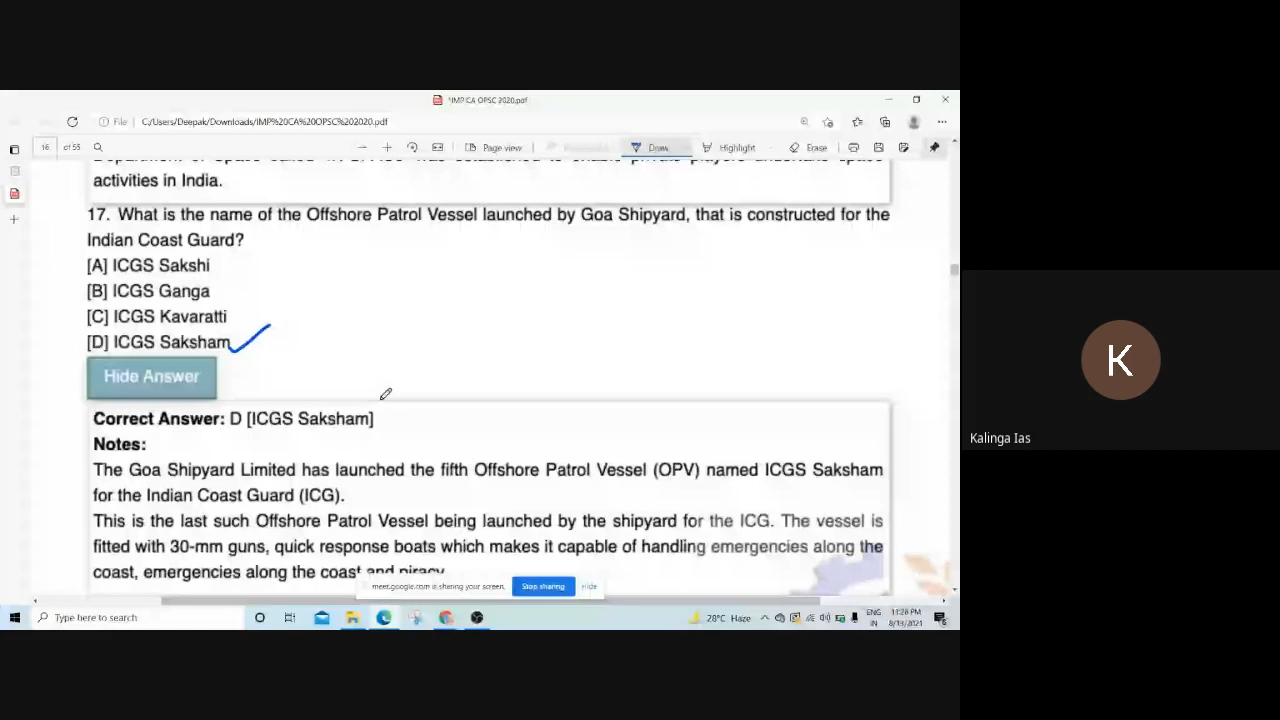 *IMP CA OPSC 2020.pdf
File
C:/Users/Deepak/Downloads/IMP%20CA%20OPSC%202020.pdf
16 of 55
Page view
Draw
Highlight
Erase
private players undertake space
activities in India.
17. What is the name of the Offshore Patrol Vessel launched by Goa Shipyard, that is constructed for the
Indian Coast Guard?
[A] ICGS Sakshi
[B] ICGS Ganga
[C] ICGS Kavaratti
[D] ICGS Saksham
Hide Answer
Correct Answer: D [ICGS Saksham]
Notes:
The Goa Shipyard Limited has launched the fifth Offshore Patrol Vessel (OPV) named ICGS Saksham
for the Indian Coast Guard (ICG).
This is the last such Offshore Patrol Vessel being launched by the shipyard for the ICG. The vessel is
fitted with 30-mm guns, quick response boats which makes it capable of handling emergencies along the
coast, emergencies along the coast and piracy.
meet.google.com is sharing your screen.
Stop sharing
Hide
Type here to search
28°C Haze
ENG
IN
11:28 PM
8/13/2021
K
Kalinga Ias